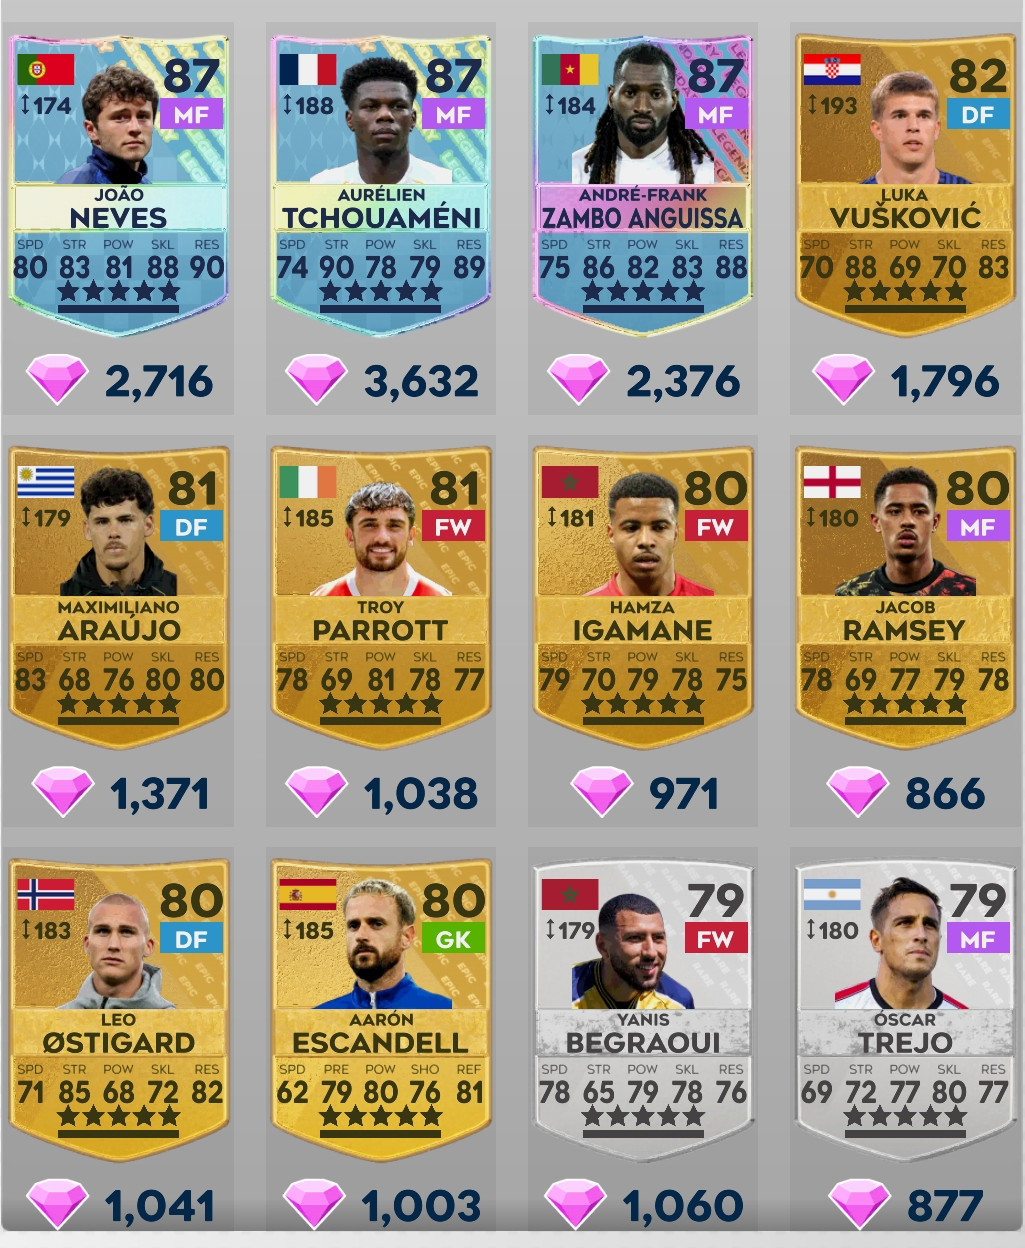 87
174
MF
JOÃO
NEVES
SPD STR POW SKL RES
80 83 81 88 90
2,716
87
188
MF
LEGEND
AURÉLIEN
TCHOUAMÉNI
SPD STR POW SKL RES
74 90 78 79 89
3,632
87
184
MF
LEGEND
ANDRÉ-FRANK
ZAMBO ANGUISSA
SPD STR POW SKL RES
75 86 82 83 88
2,376
82
193
DF
LUKA
VUŠKOVIĆ
SPD STR POW SKL RES
70 88 69 70 83
1,796
81
179
DF
EPIC
MAXIMILIANO
ARAÚJO
SPD STR POW SKL RES
83 68 76 80 80
1,371
81
185
FW
EPIC
TROY
PARROTT
SPD STR POW SKL RES
78 69 81 78 77
1,038
80
181
FW
EPIC
HAMZA
IGAMANE
SPD STR POW SKL RES
79 70 79 78 75
971
80
180
MF
EPIC
JACOB
RAMSEY
SPD STR POW SKL RES
78 69 77 79 78
866
80
183
DF
EPIC
LEO
ØSTIGARD
SPD STR POW SKL RES
71 85 68 72 82
1,041
80
185
GK
EPIC
AARÓN
ESCANDELL
SPD PRE POW SHO REF
62 79 80 76 81
1,003
79
179
FW
RARE
YANIS
BEGRAOUI
SPD STR POW SKL RES
78 65 79 78 76
1,060
79
180
MF
RARE
ÓSCAR
TREJO
SPD STR POW SKL RES
69 72 77 80 77
877